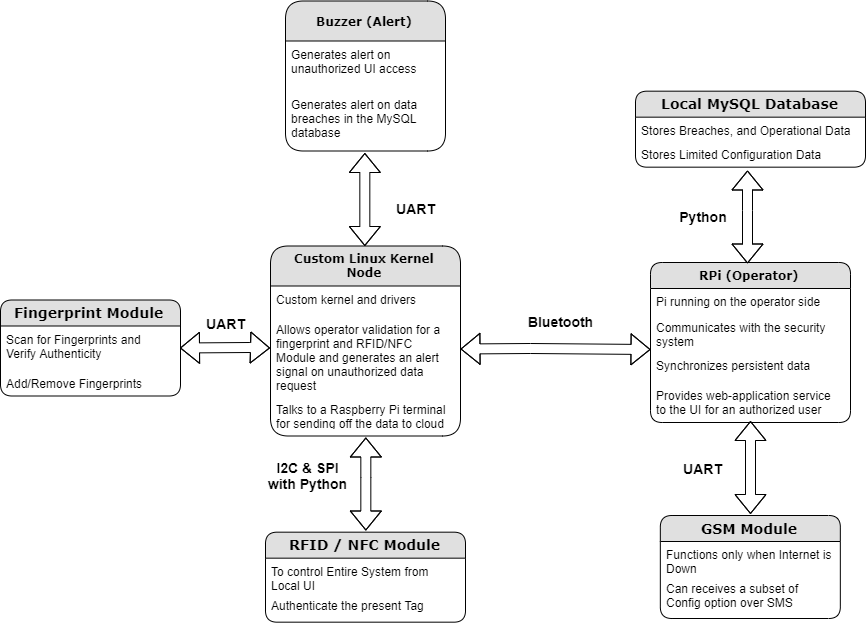 Buzzer (Alert)
Generates alert on
unauthorized UI access
Generates alert on data
breaches in the MySQL
database
Local MySQL Database
Stores Breaches, and Operational Data
Stores Limited Configuration Data
UART
Python
Custom Linux Kernel
Node
Custom kernel and drivers
Allows operator validation for a
fingerprint and RFID/NFC
Module and generates an alert
signal on unauthorized data
request
Talks to a Raspberry Pi terminal
for sending off the data to cloud
RPi (Operator)
Pi running on the operator side
Communicates with the security
system
Synchronizes persistent data
Provides web-application service
to the UI for an authorized user
Fingerprint Module
Scan for Fingerprints and
Verify Authenticity
Add/Remove Fingerprints
UART
Bluetooth
I2C & SPI
with Python
UART
RFID / NFC Module
To control Entire System from
Local UI
Authenticate the present Tag
GSM Module
Functions only when Internet is
Down
Can receives a subset of
Config option over SMS